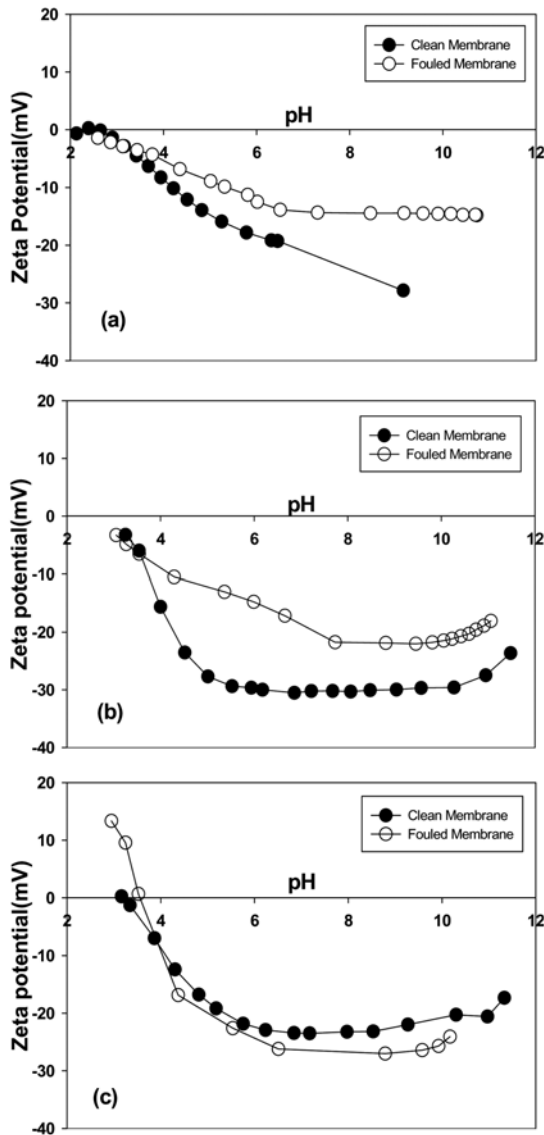 20
Clean Membrane
Fouled Membrane
10
pH
0
2 4 6 8 10 12
-10
-20
-30
(a)
-40
Zeta Potential(mV)
20
Clean Membrane
Fouled Membrane
10
pH
0
2 4 6 8 10 12
-10
-20
-30
(b)
-40
Zeta potential(mV)
20
Clean Membrane
Fouled Membrane
10
pH
0
2 4 6 8 10 12
-10
-20
-30
(c)
-40
Zeta potential(mV)